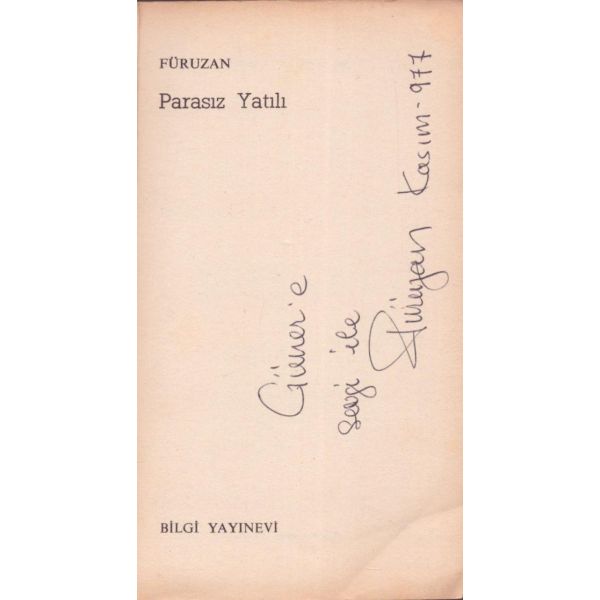 FÜRUZAN
Parasız Yatılı
Güner'e
sevgi ile
Füruzan Kasım-977
BİLGİ YAYINEVİ